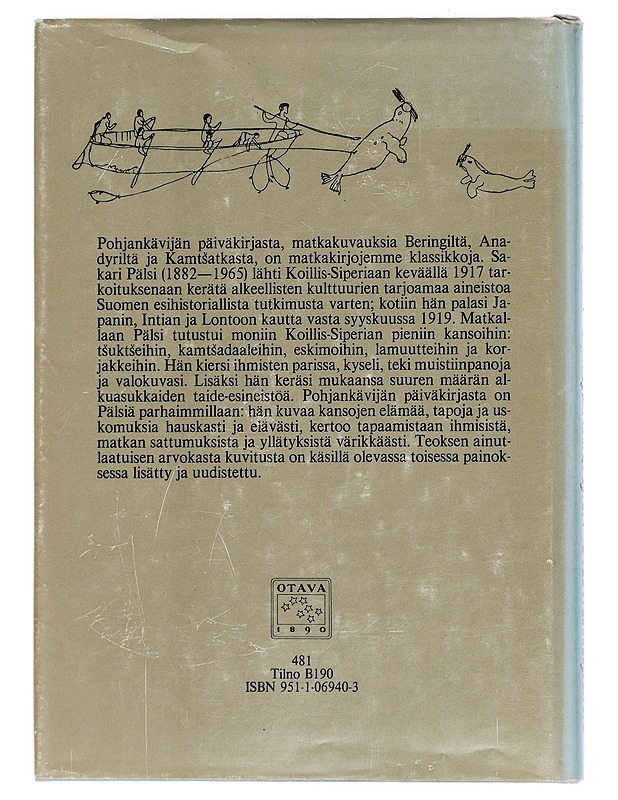 Pohjankävijän päiväkirjasta, matkakuvauksia Beringiltä, Ana-
dyriltä ja Kamtšatkasta, on matkakirjojemme klassikkoja. Sa-
kari Pälsi (1882—1965) lähti Koillis-Siperiaan keväällä 1917 tar-
koituksenaan kerätä alkeellisten kulttuurien tarjoamaa aineistoa
Suomen esihistoriallista tutkimusta varten; kotiin hän palasi Ja-
panin, Intian ja Lontoon kautta vasta syyskuussa 1919. Matkal-
laan Pälsi tutustui moniin Koillis-Siperian pieniin kansoihin:
tšuktšeihin, kamtšadaaleihin, eskimoihin, lamuutteihin ja kor-
jakkeihin. Hän kiersi ihmisten parissa, kyseli, teki muistiinpanoja
ja valokuvasi. Lisäksi hän keräsi mukaansa suuren määrän al-
kuasukkaiden taide-esineistöä. Pohjankävijän päiväkirjasta on
Pälsiä parhaimmillaan: hän kuvaa kansojen elämää, tapoja ja us-
komuksia hauskasti ja elävästi, kertoo tapaamistaan ihmisistä,
matkan sattumuksista ja yllätyksistä värikkäästi. Teoksen ainut-
laatuisen arvokasta kuvitusta on käsillä olevassa toisessa painok-
sessa lisätty ja uudistettu.
OTAVA
1890
481
Tilno B190
ISBN 951-1-06940-3